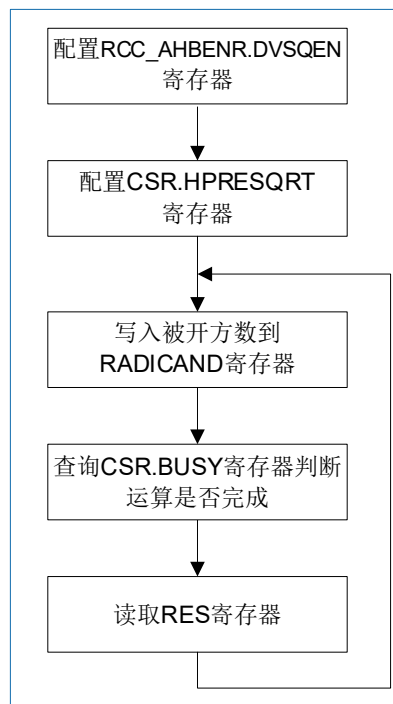 配置RCC_AHBENR.DVSQEN
寄存器
配置CSR.HPRESQRT
寄存器
写入被开方数到
RADICAND寄存器
查询CSR.BUSY寄存器判断
运算是否完成
读取RES寄存器